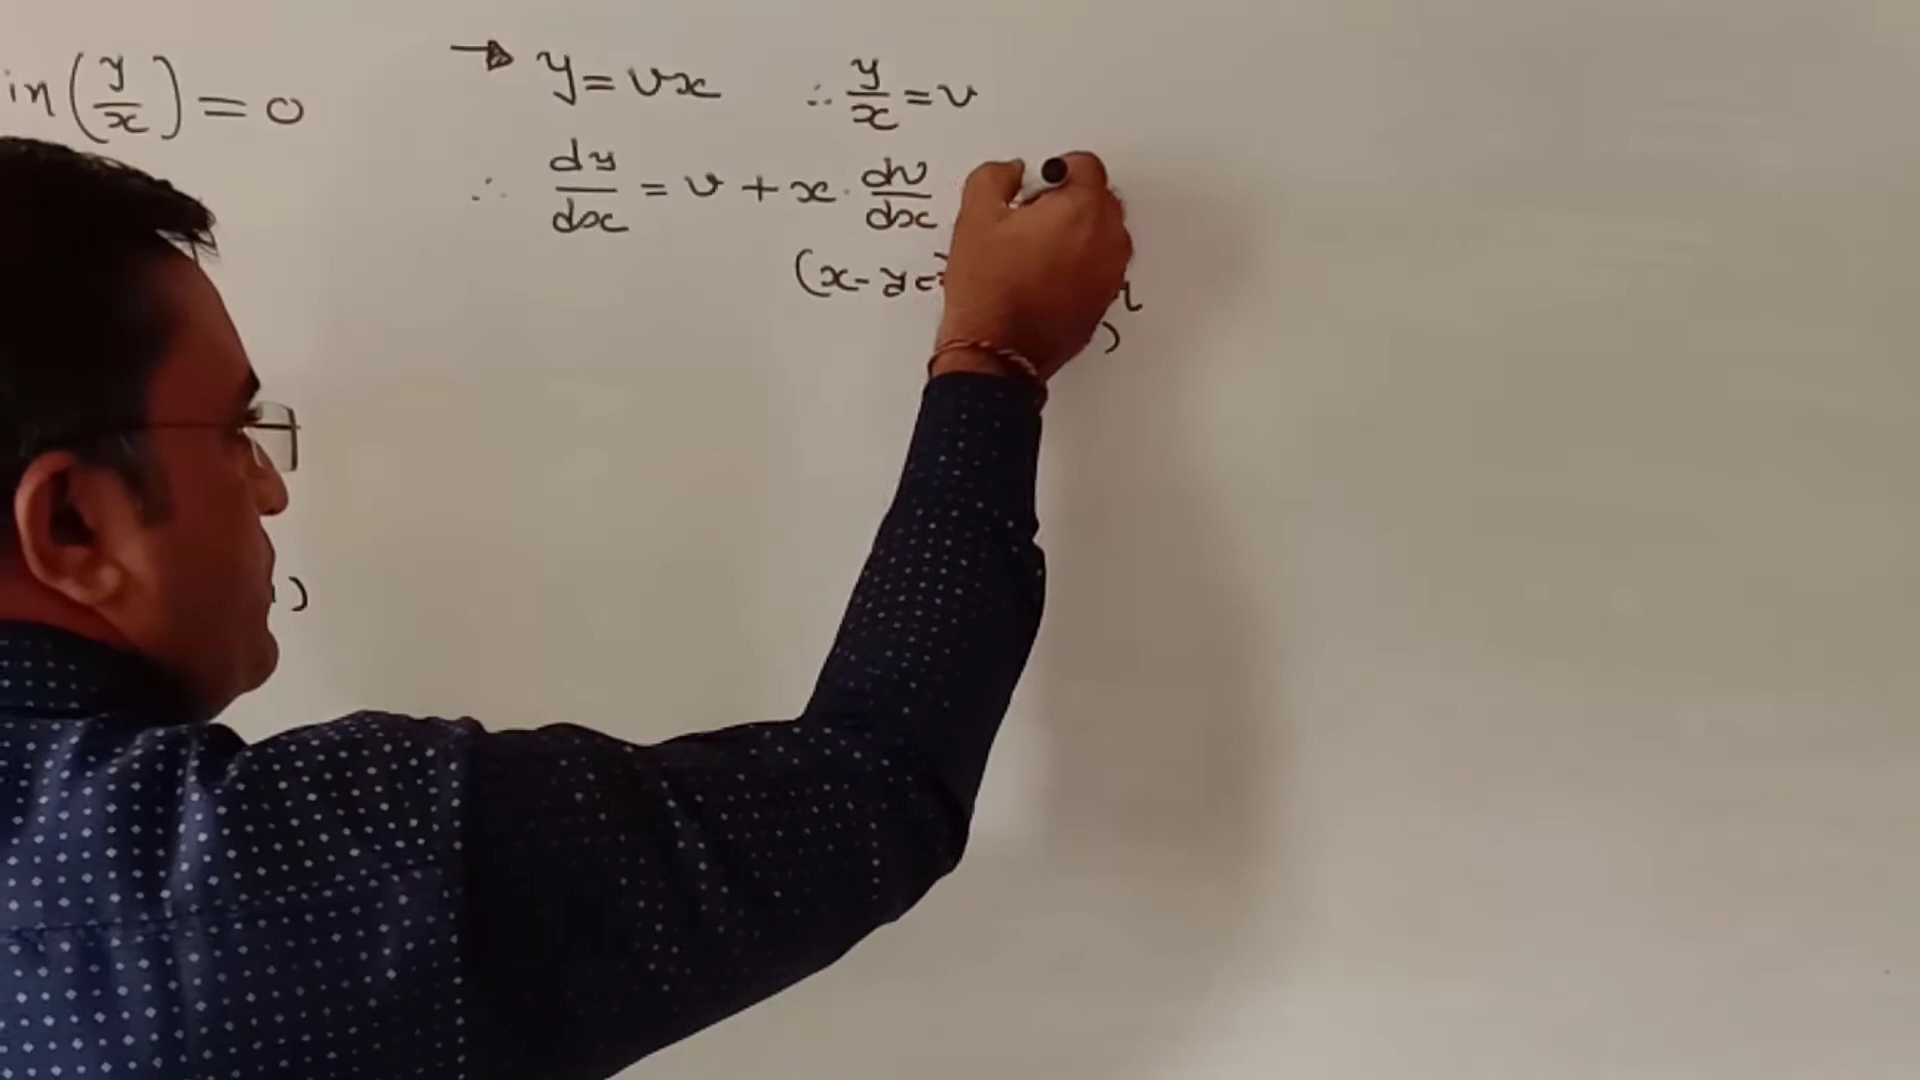 in(y/x) = 0
→ y = vx ∴ y/x = v
∴ dy/dx = v + x · dv/dx
(x-
)
)